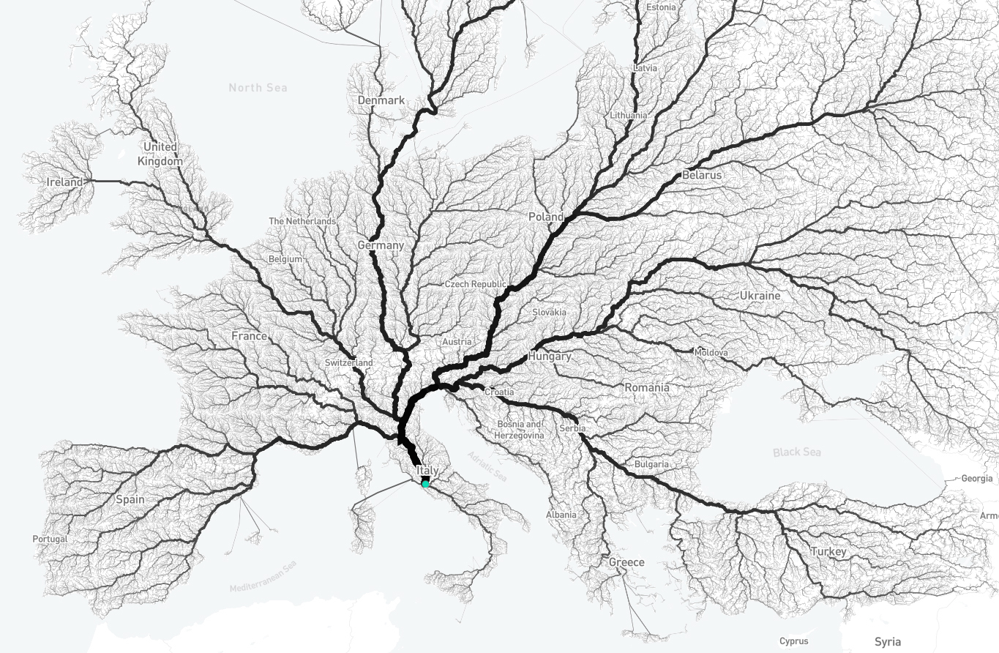 Estonia
Latvia
North Sea
Denmark
Lithuania
United
Kingdom
Ireland
Belarus
Poland
The Netherlands
Germany
Belgium
Czech Republic
Ukraine
Slovakia
France
Austria
Switzerland
Hungary
Moldova
Romania
Croatia
Bosnia and
Herzegovina
Serbia
Black Sea
Bulgaria
Adriatic Sea
Italy
Georgia
Spain
Albania
Arm
Portugal
Turkey
Greece
Mediterranean Sea
Cyprus
Syria